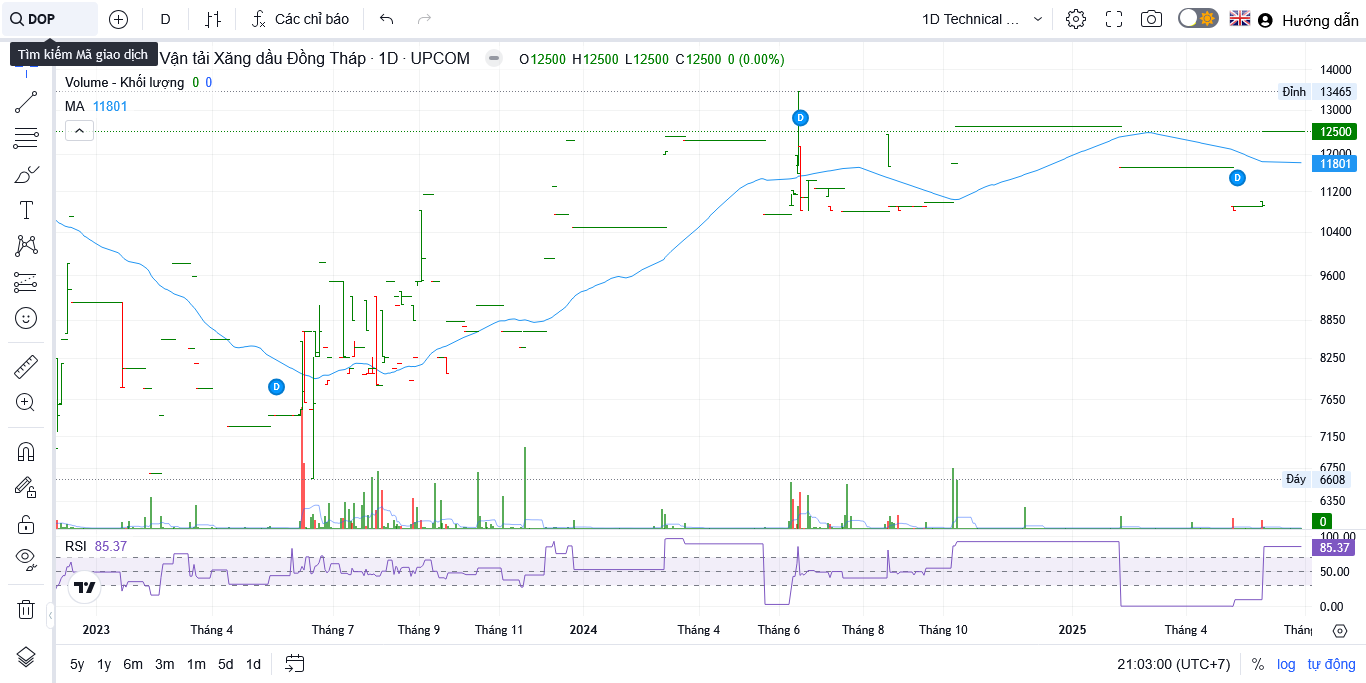 DOP
D
Các chỉ báo
1D Technical ...
Hướng dẫn
Tìm kiếm Mã giao dịch
Vận tải Xăng dầu Đồng Tháp · 1D · UPCOM
O12500 H12500 L12500 C12500 0 (0.00%)
Volume - Khối lượng 0 0
MA 11801
14000
Đỉnh 13465
13000
12500
12000
11801
11200
10400
9600
8850
8250
7650
7150
6750
Đáy 6608
6350
0
D
D
D
RSI 85.37
100.00
85.37
50.00
0.00
2023 Tháng 4 Tháng 7 Tháng 9 Tháng 11 2024 Tháng 4 Tháng 6 Tháng 8 Tháng 10 2025 Tháng 4
5y 1y 6m 3m 1m 5d 1d
21:03:00 (UTC+7) % log tự động